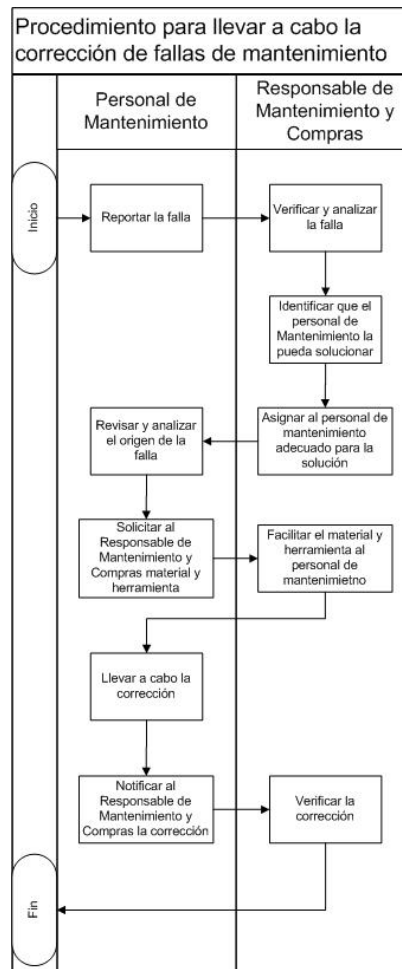 Procedimiento para llevar a cabo la
corrección de fallas de mantenimiento
Personal de
Mantenimiento
Responsable de
Mantenimiento y
Compras
Inicio
Reportar la falla
Verificar y analizar
la falla
Identificar que el
personal de
Mantenimiento la
pueda solucionar
Asignar al personal de
mantenimiento
adecuado para la
solución
Revisar y analizar
el origen de la
falla
Solicitar al
Responsable de
Mantenimiento y
Compras material y
herramienta
Facilitar el material y
herramienta al
personal de
mantenimietno
Llevar a cabo la
corrección
Notificar al
Responsable de
Mantenimiento y
Compras la corrección
Verificar la
corrección
Fin